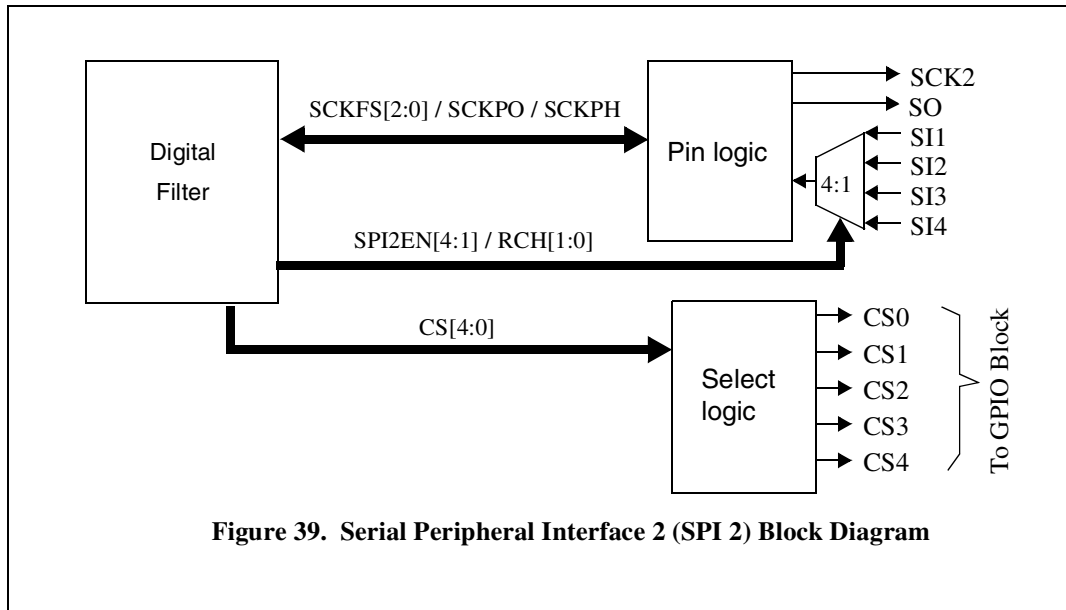 SCK2
SCKFS[2:0] / SCKPO / SCKPH
SO
SI1
Digital
Filter
Pin logic
4:1
SI2
SI3
SI4
SPI2EN[4:1] / RCH[1:0]
CS[4:0]
Select
logic
CS0
CS1
CS2
CS3
CS4
To GPIO Block
Figure 39. Serial Peripheral Interface 2 (SPI 2) Block Diagram